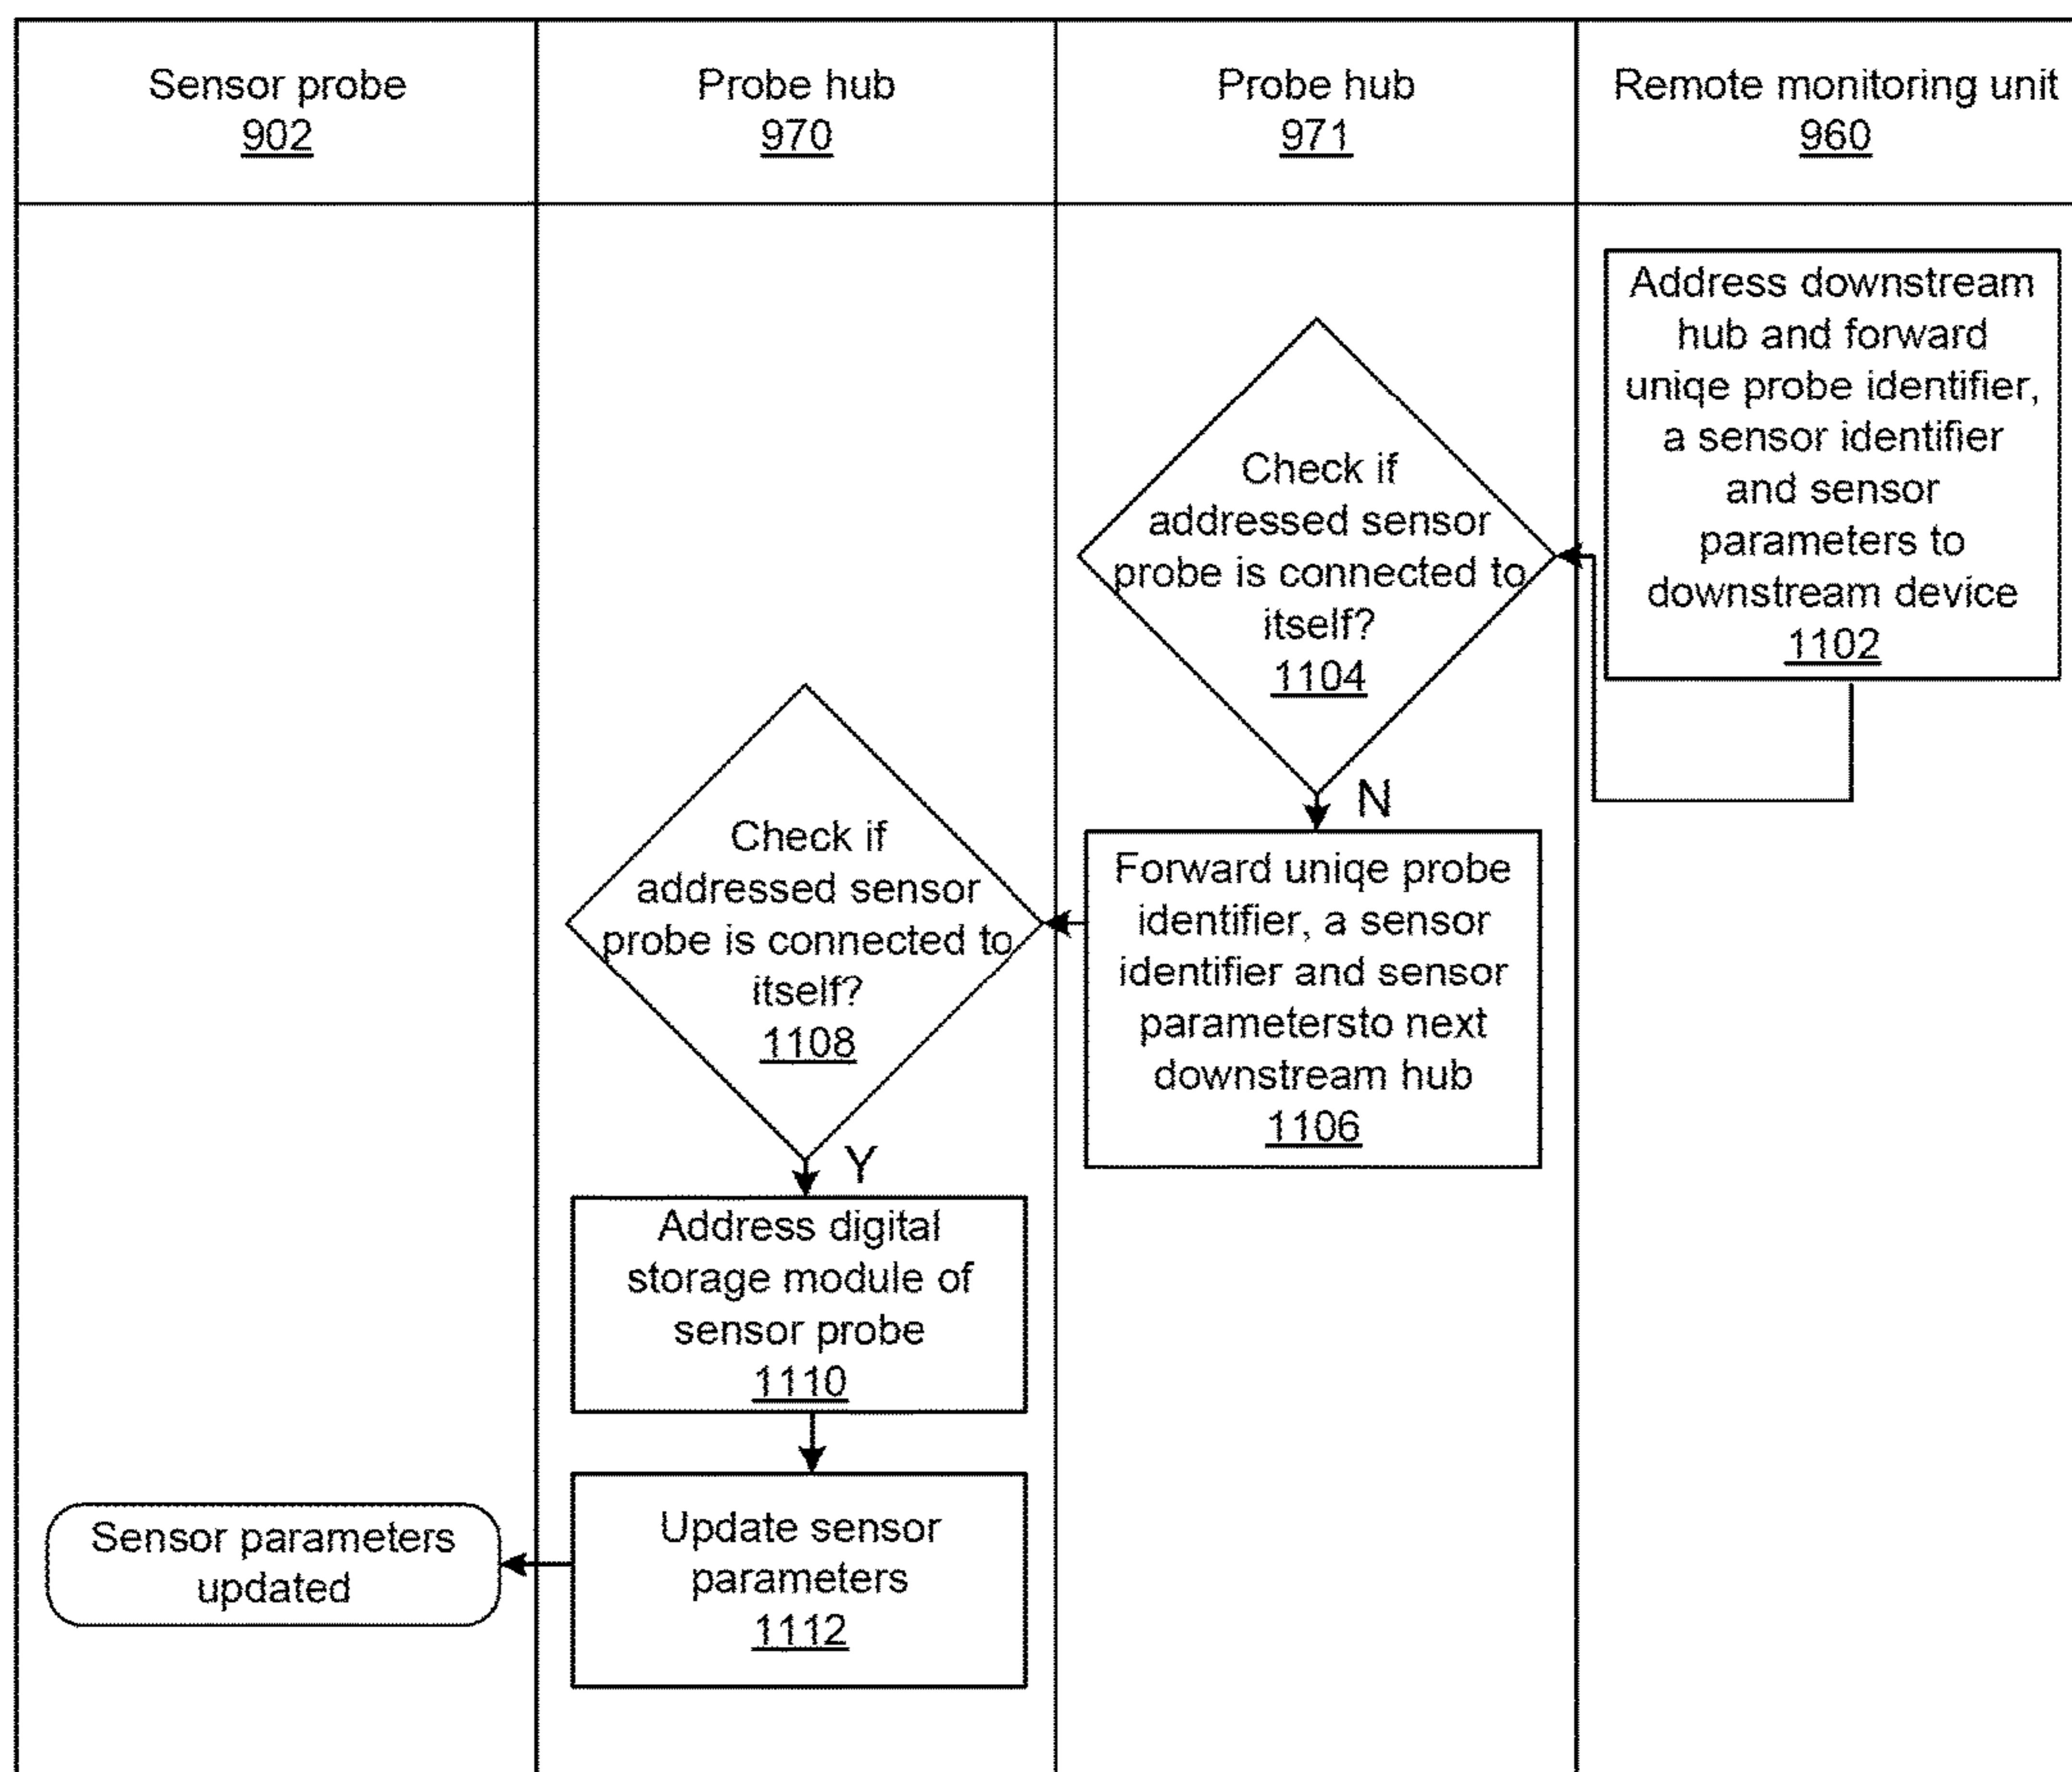 Sensor probe
902
Probe hub
970
Probe hub
971
Remote monitoring unit
960
Address downstream
hub and forward
uniqe probe identifier,
a sensor identifier
and sensor
parameters to
downstream device
1102
Check if
addressed sensor
probe is connected to
itself?
1104
N
Forward uniqe probe
identifier, a sensor
identifier and sensor
parametersto next
downstream hub
1106
Check if
addressed sensor
probe is connected to
itself?
1108
Y
Address digital
storage module of
sensor probe
1110
Update sensor
parameters
1112
Sensor parameters
updated